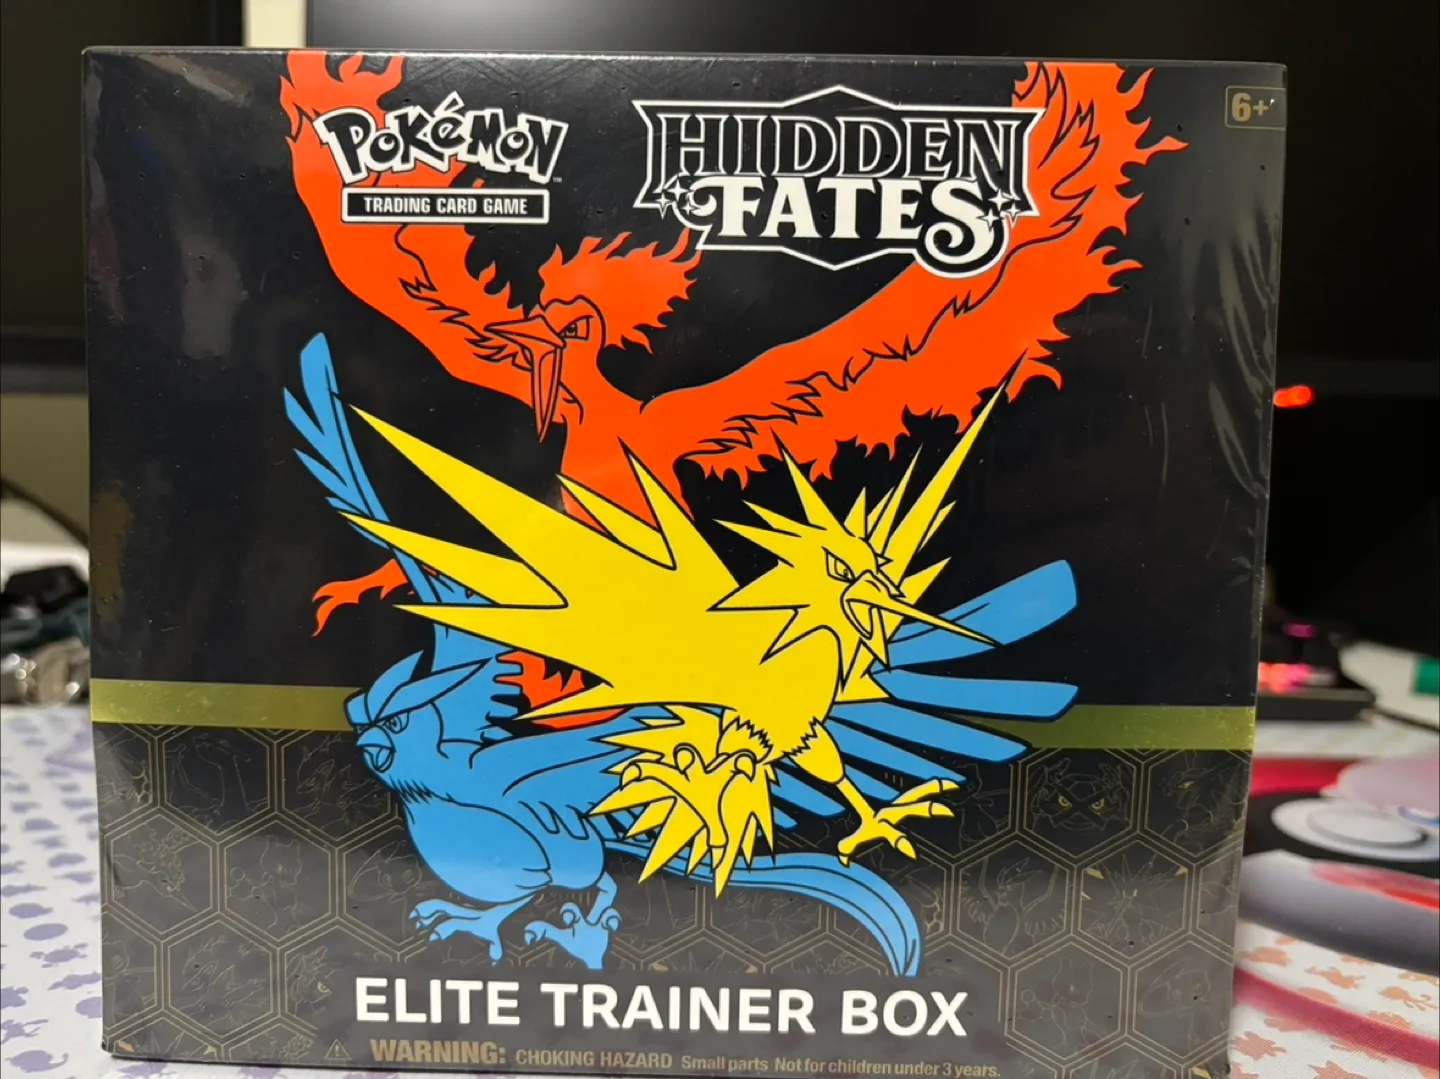 POKéMON
TRADING CARD GAME
HIDDEN
FATES
6+
ELITE TRAINER BOX
WARNING: CHOKING HAZARD Small parts Not for children under 3 years.